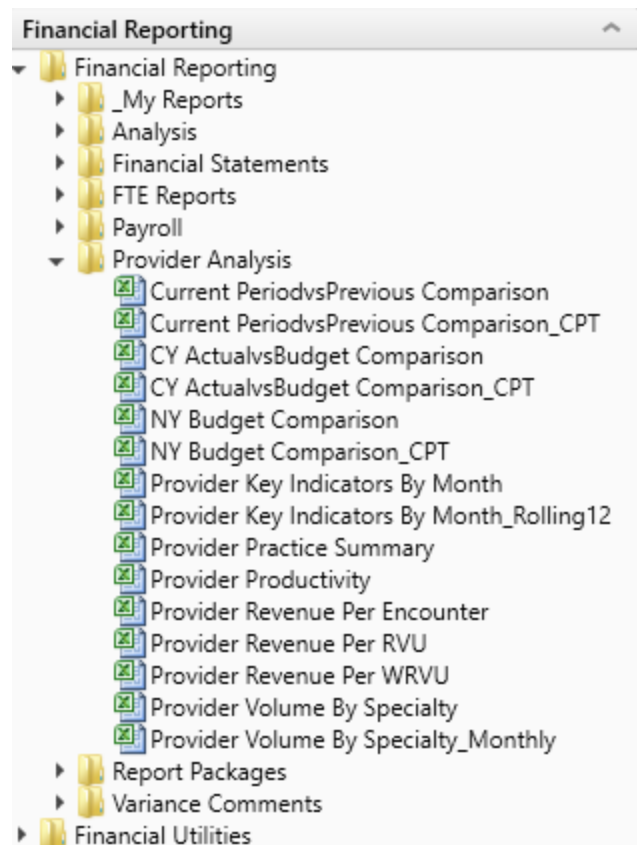 Financial Reporting
Financial Reporting
_My Reports
Analysis
Financial Statements
FTE Reports
Payroll
Provider Analysis
Current PeriodvsPrevious Comparison
Current PeriodvsPrevious Comparison_CPT
CY ActualvsBudget Comparison
CY ActualvsBudget Comparison_CPT
NY Budget Comparison
NY Budget Comparison_CPT
Provider Key Indicators By Month
Provider Key Indicators By Month_Rolling12
Provider Practice Summary
Provider Productivity
Provider Revenue Per Encounter
Provider Revenue Per RVU
Provider Revenue Per WRVU
Provider Volume By Specialty
Provider Volume By Specialty_Monthly
Report Packages
Variance Comments
Financial Utilities